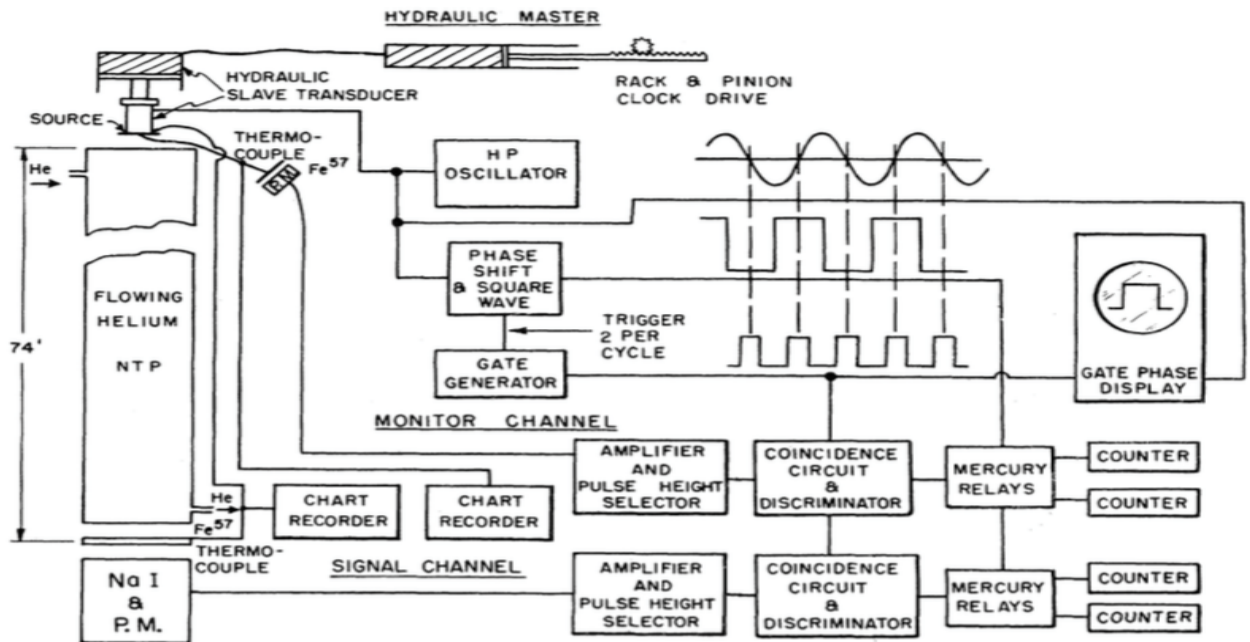 HYDRAULIC MASTER
HYDRAULIC
SLAVE TRANSDUCER
RACK & PINION
CLOCK DRIVE
SOURCE
THERMO-
COUPLE
Fe57
P.M.
He
HP
OSCILLATOR
PHASE
SHIFT
& SQUARE
WAVE
FLOWING
HELIUM
NTP
74'
TRIGGER
2 PER
CYCLE
GATE
GENERATOR
GATE PHASE
DISPLAY
MONITOR CHANNEL
AMPLIFIER
AND
PULSE HEIGHT
SELECTOR
COINCIDENCE
CIRCUIT
&
DISCRIMINATOR
MERCURY
RELAYS
COUNTER
COUNTER
He
Fe57
CHART
RECORDER
CHART
RECORDER
THERMO-
COUPLE
SIGNAL CHANNEL
Na I
&
P.M.
AMPLIFIER
AND
PULSE HEIGHT
SELECTOR
COINCIDENCE
CIRCUIT
&
DISCRIMINATOR
MERCURY
RELAYS
COUNTER
COUNTER